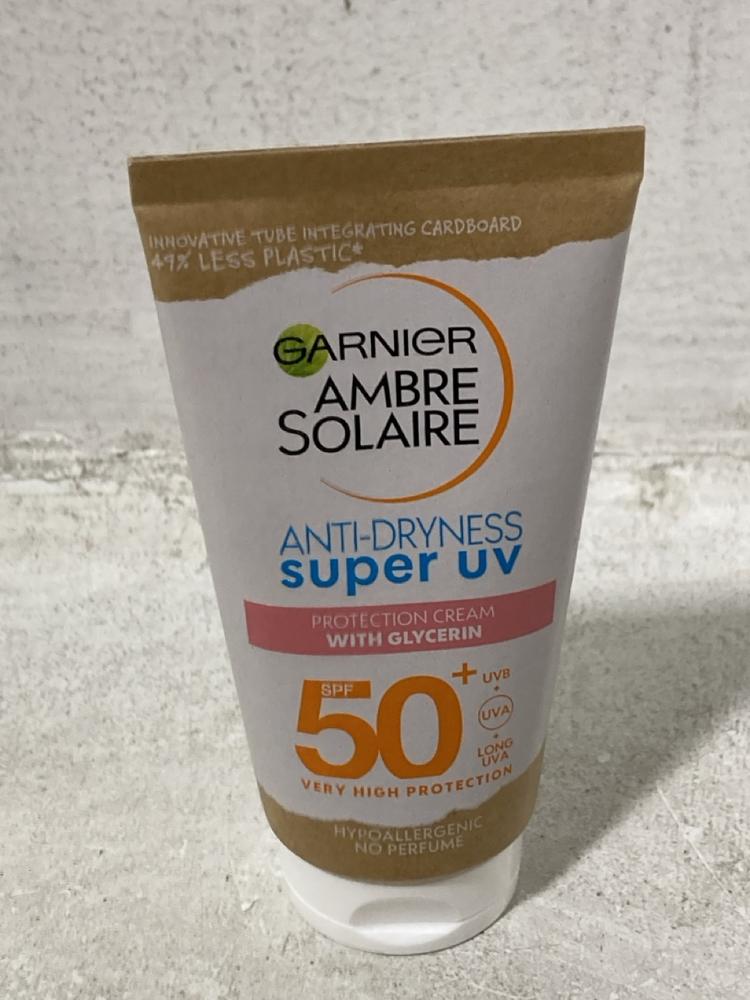 INNOVATIVE TUBE INTEGRATING CARDBOARD
49% LESS PLASTIC*
GARNIER
AMBRE
SOLAIRE
ANTI-DRYNESS
super uv
PROTECTION CREAM
WITH GLYCERIN
SPF
50+
UVB
+
UVA
+
LONG
UVA
VERY HIGH PROTECTION
HYPOALLERGENIC
NO PERFUME